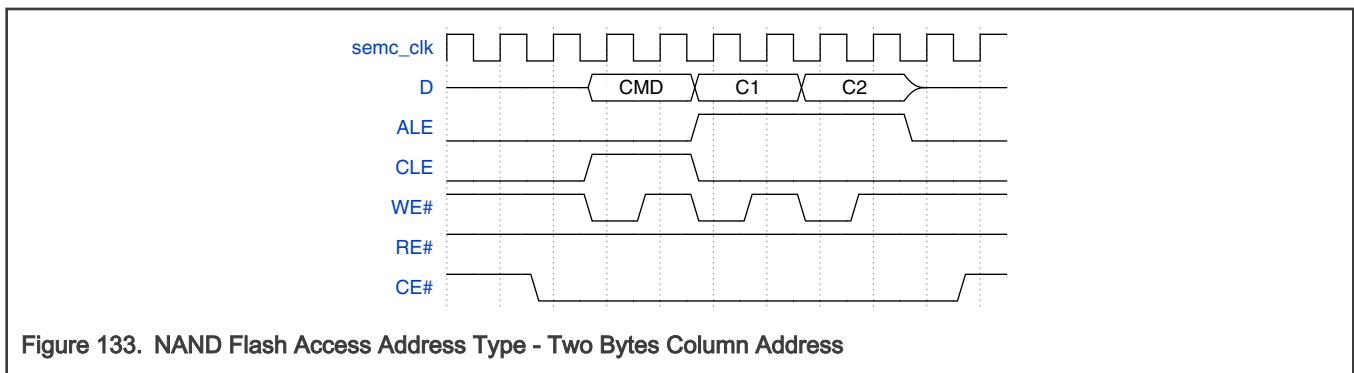 semc_clk
D CMD C1 C2
ALE
CLE
WE#
RE#
CE#
Figure 133. NAND Flash Access Address Type - Two Bytes Column Address